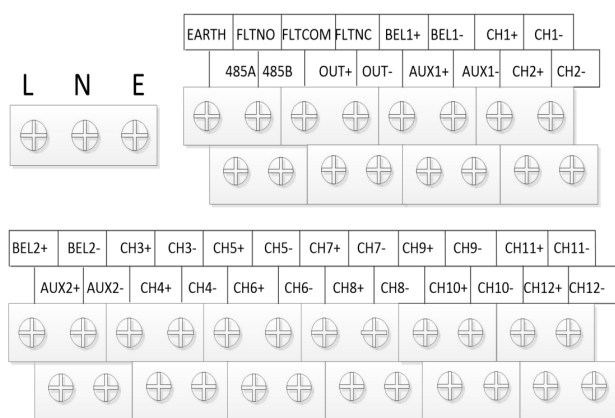 EARTH FLTNO FLTCOM FLTNC BEL1+ BEL1- CH1+ CH1-
485A 485B OUT+ OUT- AUX1+ AUX1- CH2+ CH2-
L N E
BEL2+ BEL2- CH3+ CH3- CH5+ CH5- CH7+ CH7- CH9+ CH9- CH11+ CH11-
AUX2+ AUX2- CH4+ CH4- CH6+ CH6- CH8+ CH8- CH10+ CH10- CH12+ CH12-